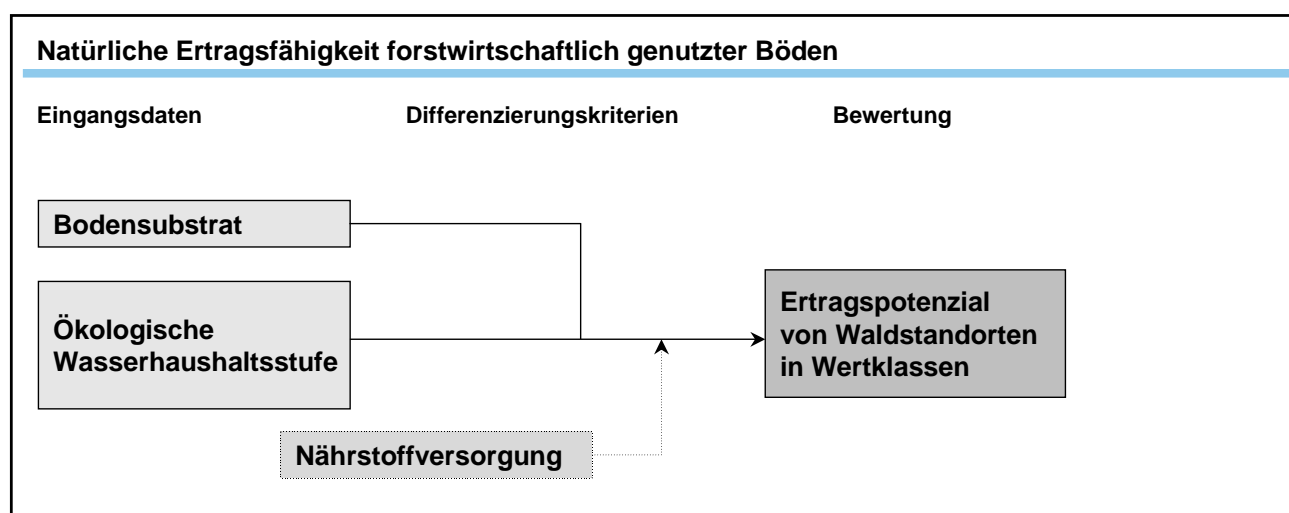 Natürliche Ertragsfähigkeit forstwirtschaftlich genutzter Böden
Eingangsdaten
Differenzierungskriterien
Bewertung
Bodensubstrat
Ökologische
Wasserhaushaltsstufe
Nährstoffversorgung
Ertragspotenzial
von Waldstandorten
in Wertklassen